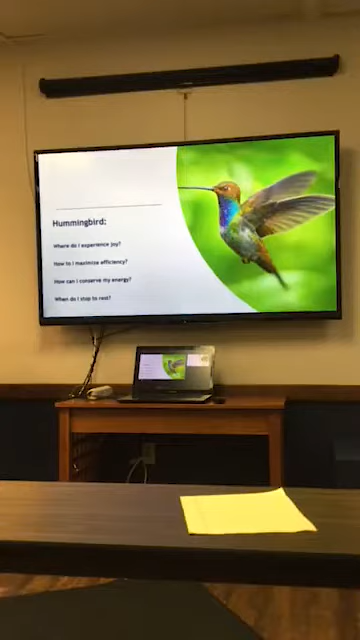 Hummingbird:
Where do I experience joy?
How to I maximize efficiency?
How can I conserve my energy?
When do I stop to rest?